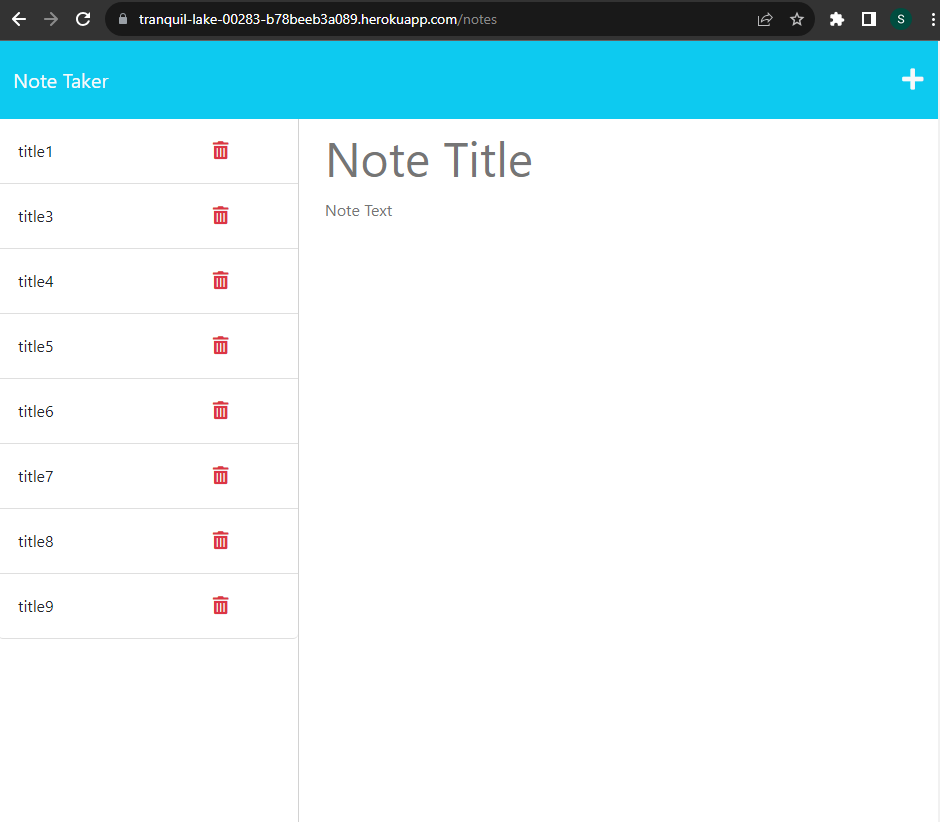 tranquil-lake-00283-b78beeb3a089.herokuapp.com/notes
S
Note Taker
title1
title3
title4
title5
title6
title7
title8
title9
Note Title
Note Text